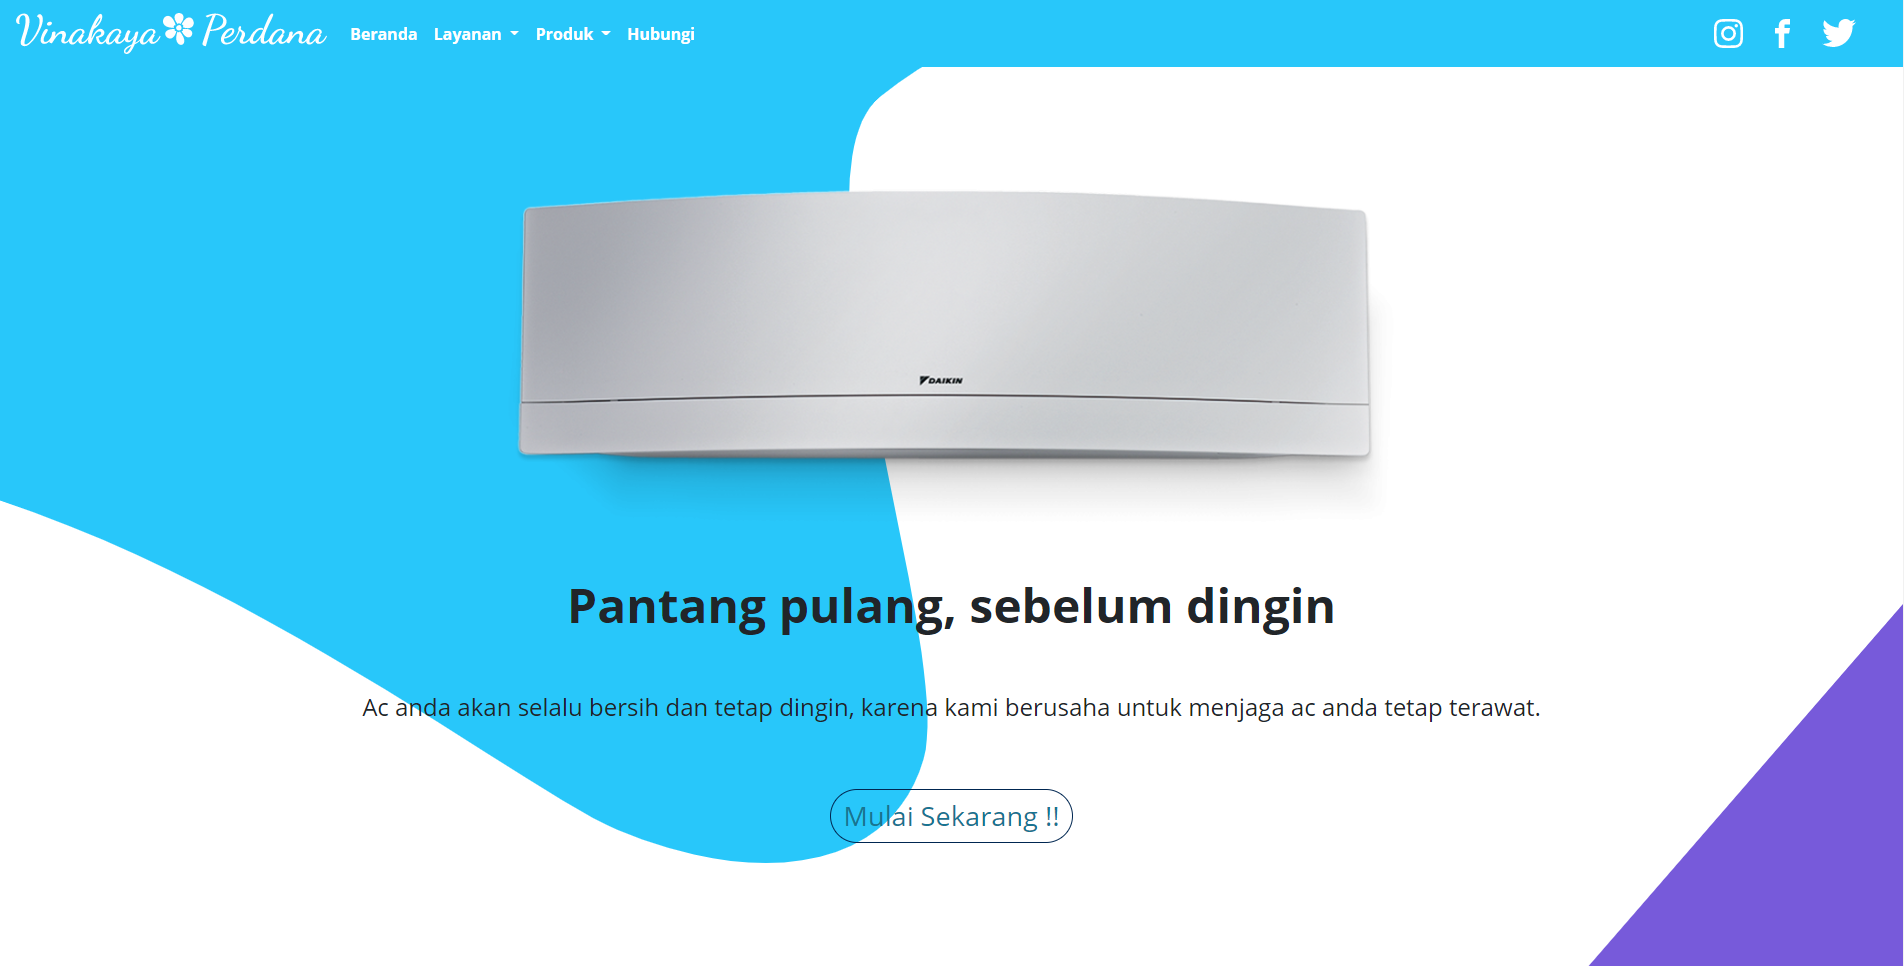 Vinakaya Perdana Beranda Layanan Produk Hubungi
DAIKIN
Pantang pulang, sebelum dingin
Ac anda akan selalu bersih dan tetap dingin, karena kami berusaha untuk menjaga ac anda tetap terawat.
Mulai Sekarang !!